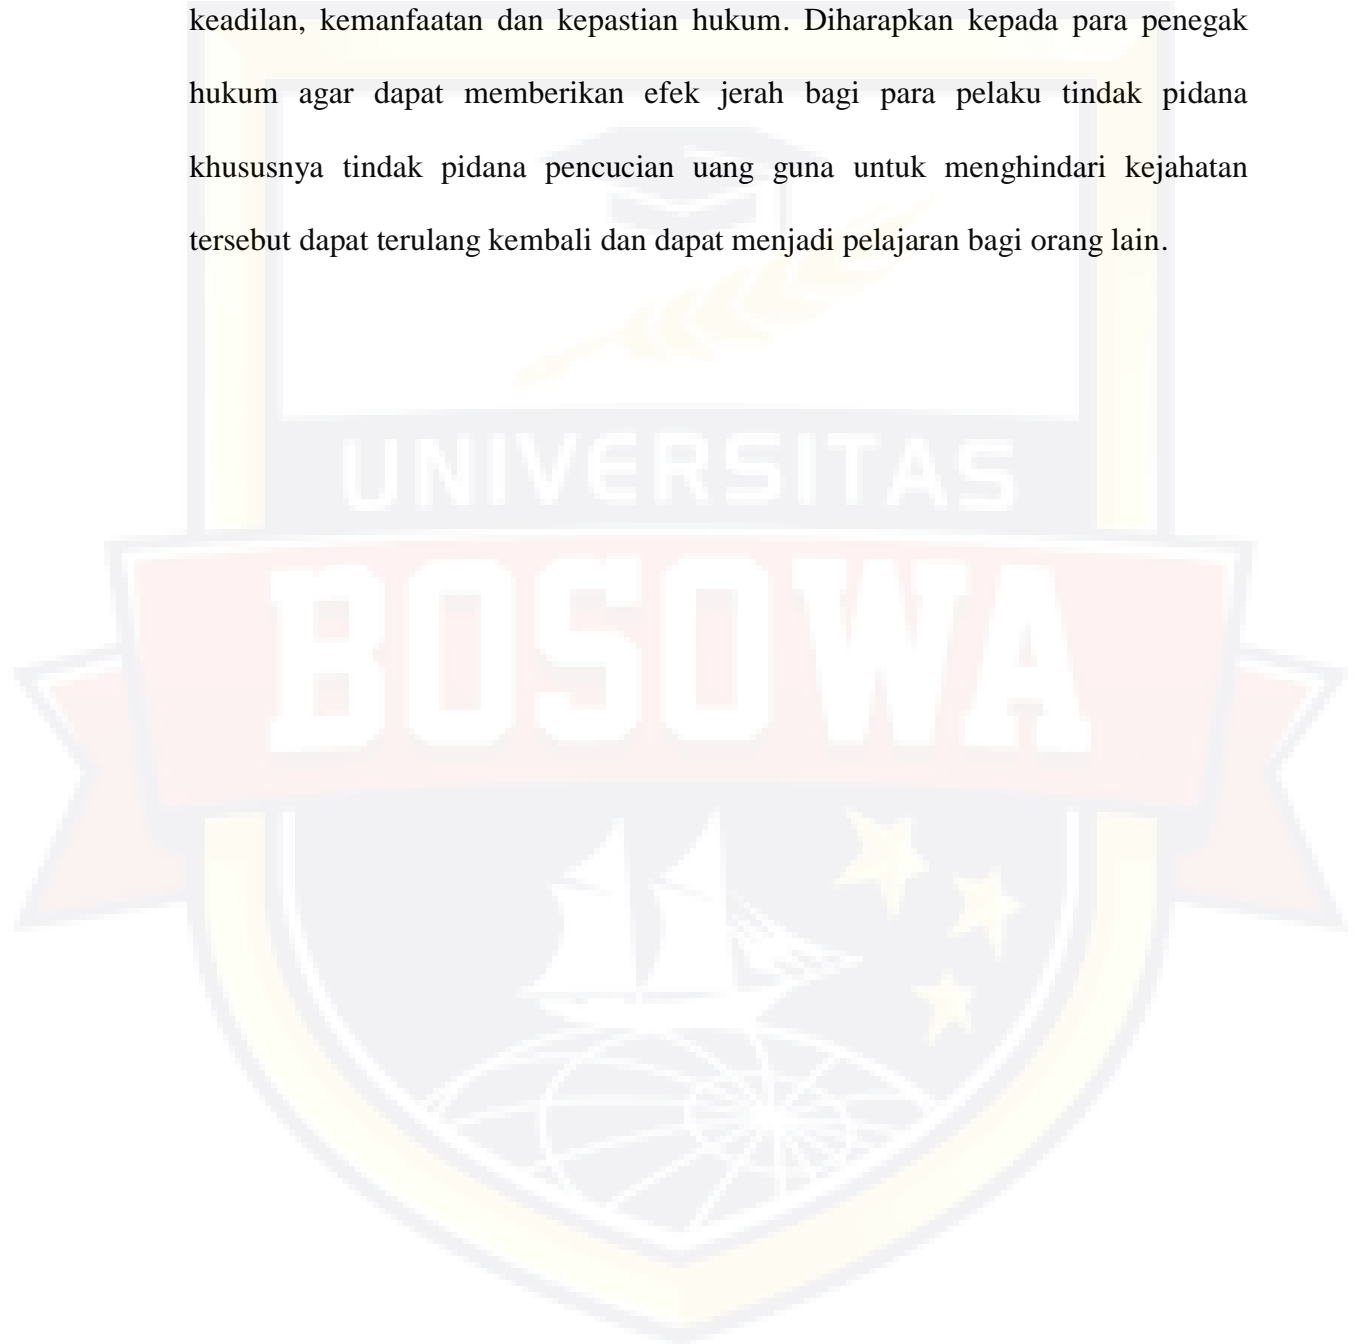 keadilan, kemanfaatan dan kepastian hukum. Diharapkan kepada para penegak
hukum agar dapat memberikan efek jerah bagi para pelaku tindak pidana
khususnya tindak pidana pencucian uang guna untuk menghindari kejahatan
tersebut dapat terulang kembali dan dapat menjadi pelajaran bagi orang lain.
UNIVERSITAS
BOSOWA